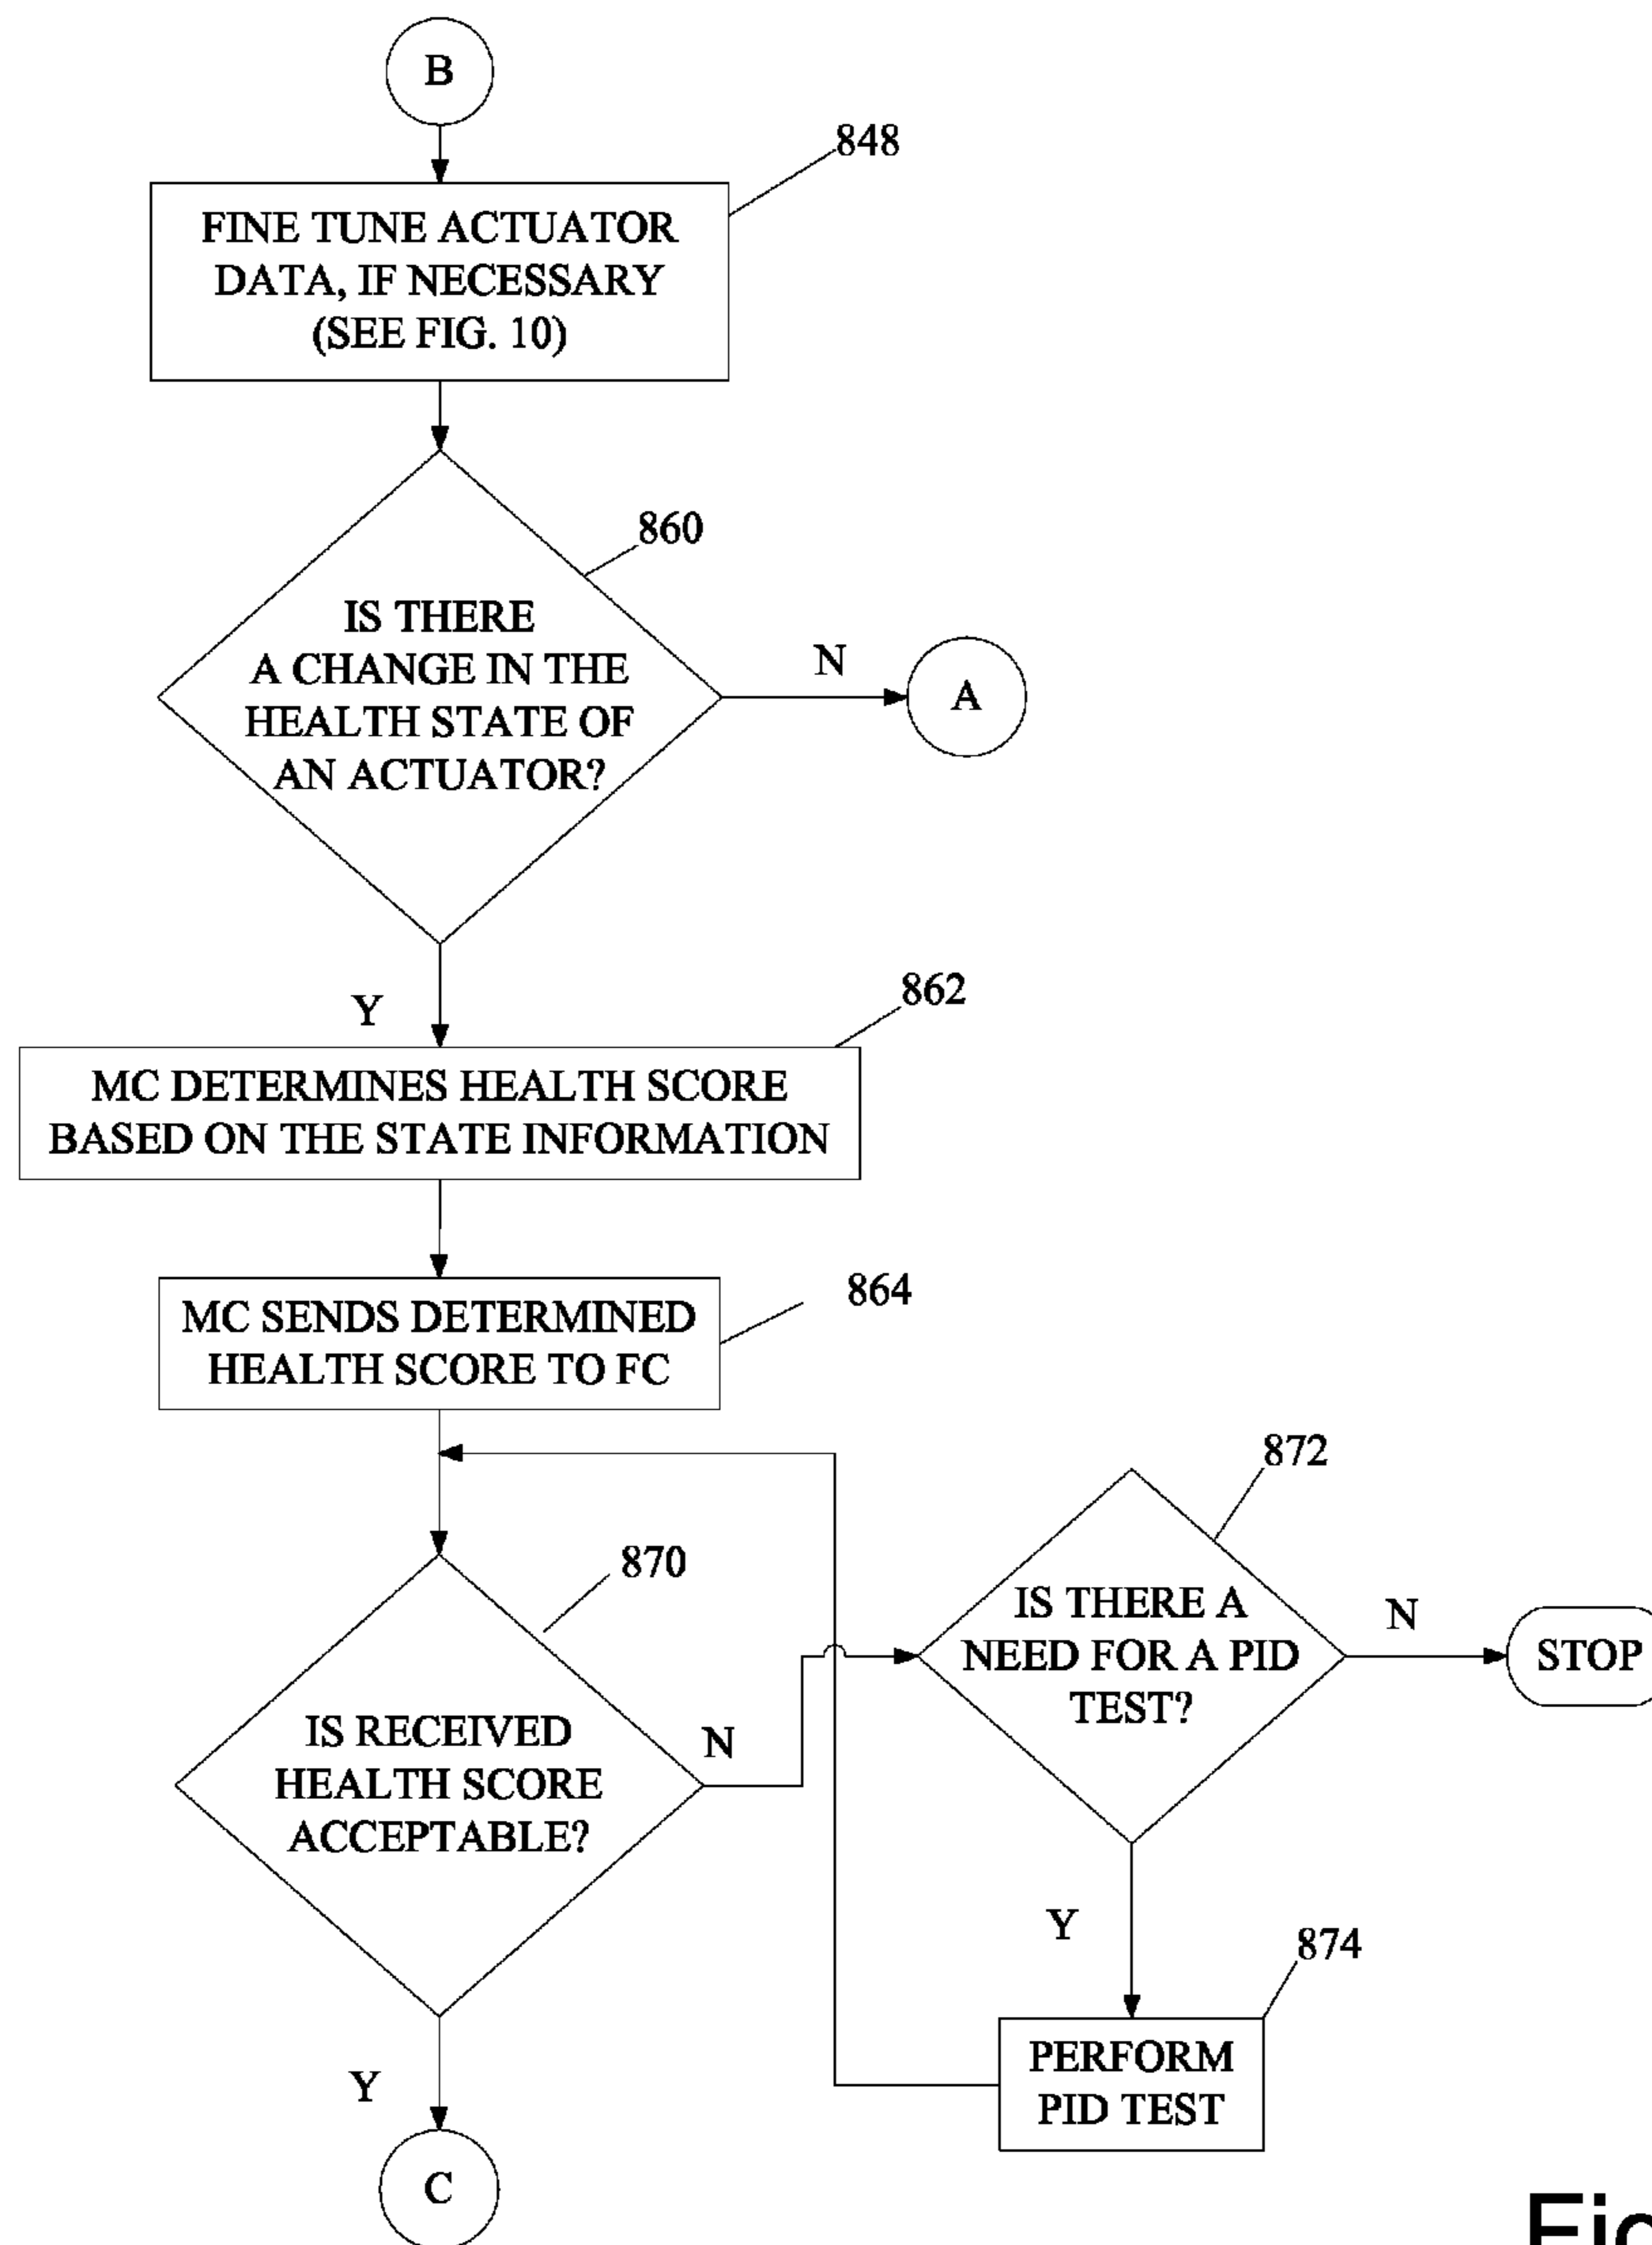 B
848
FINE TUNE ACTUATOR
DATA, IF NECESSARY
(SEE FIG. 10)
860
IS THERE
A CHANGE IN THE
HEALTH STATE OF
AN ACTUATOR?
N
A
Y
862
MC DETERMINES HEALTH SCORE
BASED ON THE STATE INFORMATION
864
MC SENDS DETERMINED
HEALTH SCORE TO FC
872
IS THERE A
NEED FOR A PID
TEST?
N
STOP
870
IS RECEIVED
HEALTH SCORE
ACCEPTABLE?
N
Y
874
PERFORM
PID TEST
Y
C